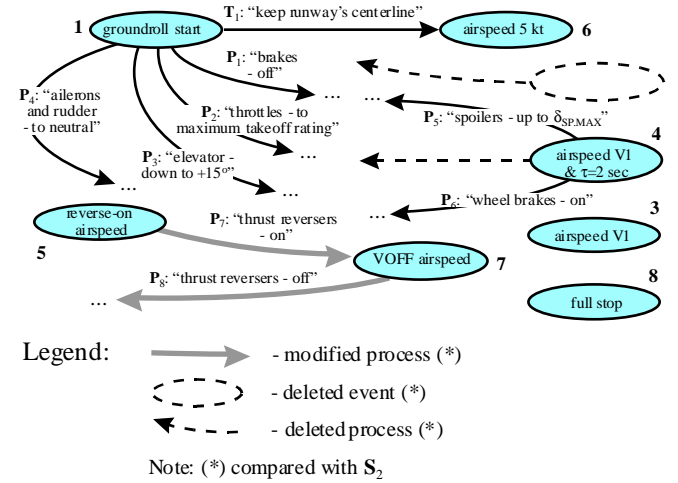 T₁: “keep runway's centerline”
1
groundroll start
airspeed 5 kt
6
P₁: “brakes
- off”
P₄: “ailerons
and rudder
- to neutral”
...
...
P₂: “throttles - to
maximum takeoff rating”
P₅: “spoilers - up to δSP.MAX”
4
P₃: “elevator -
down to +15°”
...
airspeed V1
& τ=2 sec
...
...
P₆: “wheel brakes - on”
reverse-on
airspeed
P₇: “thrust reversers
- on”
...
3
airspeed V1
5
VOFF airspeed
7
P₈: “thrust reversers - off”
8
...
full stop
Legend:
- modified process (*)
- deleted event (*)
- deleted process (*)
Note: (*) compared with S₂